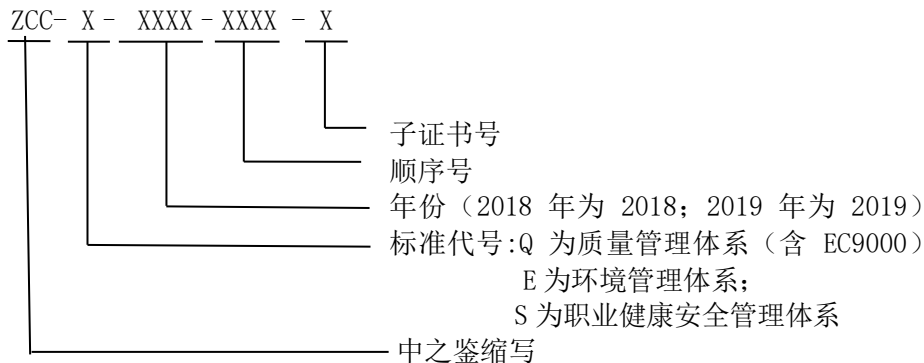 ZCC- X - XXXX - XXXX - X
子证书号
顺序号
年份（2018 年为 2018；2019 年为 2019）
标准代号:Q 为质量管理体系（含 EC9000）
E 为环境管理体系；
S 为职业健康安全管理体系
中之鉴缩写